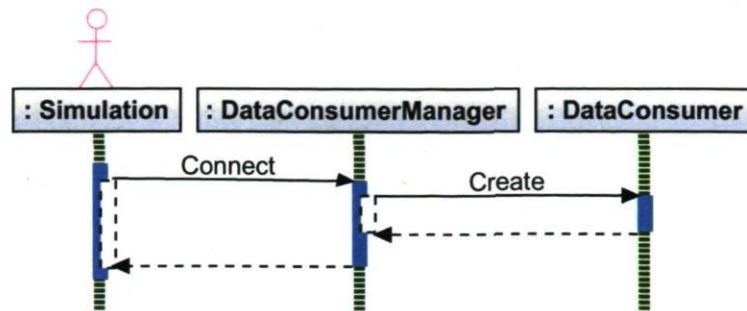 : Simulation
: DataConsumerManager
: DataConsumer
Connect
Create